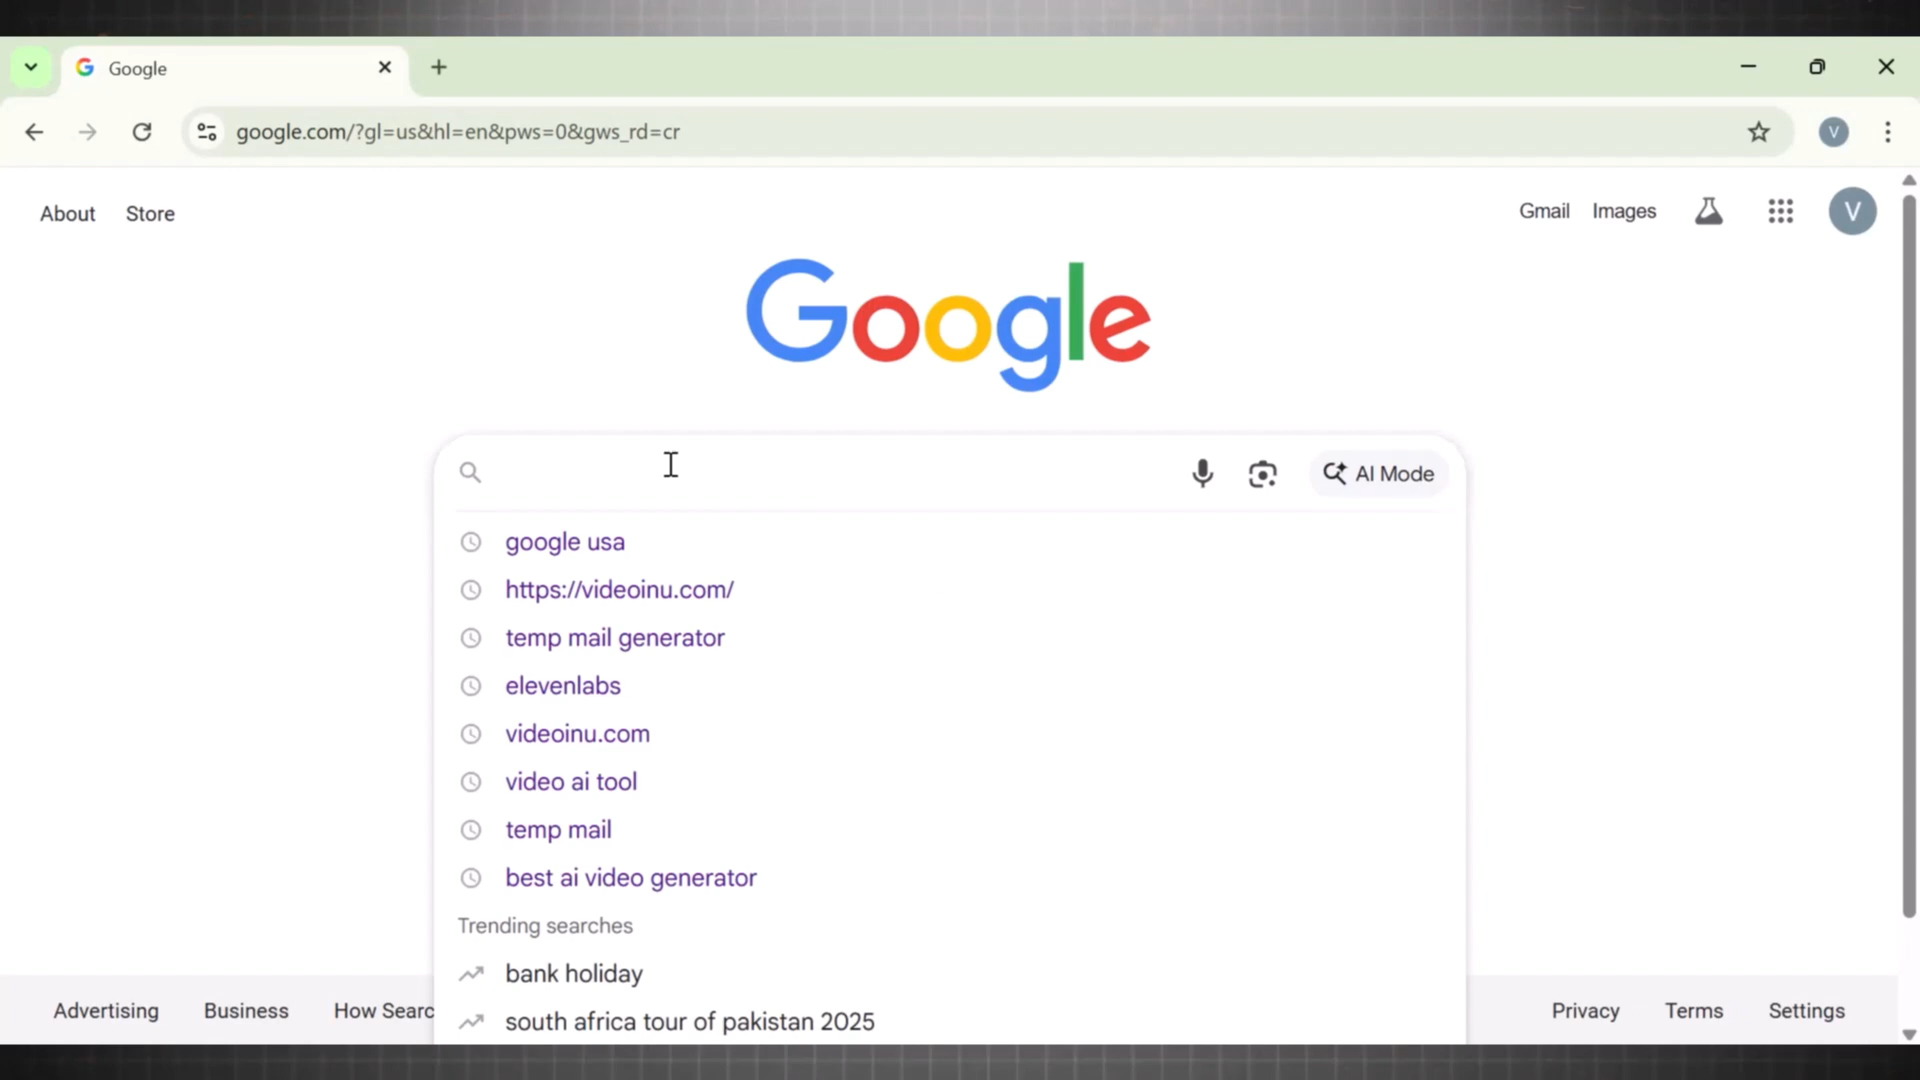 Google
google.com/?gl=us&hl=en&pws=0&gws_rd=cr
V
About Store
Gmail Images
V
Google
AI Mode
google usa
https://videoinu.com/
temp mail generator
elevenlabs
videoinu.com
video ai tool
temp mail
best ai video generator
Trending searches
bank holiday
south africa tour of pakistan 2025
Advertising Business How Searc
Privacy Terms Settings